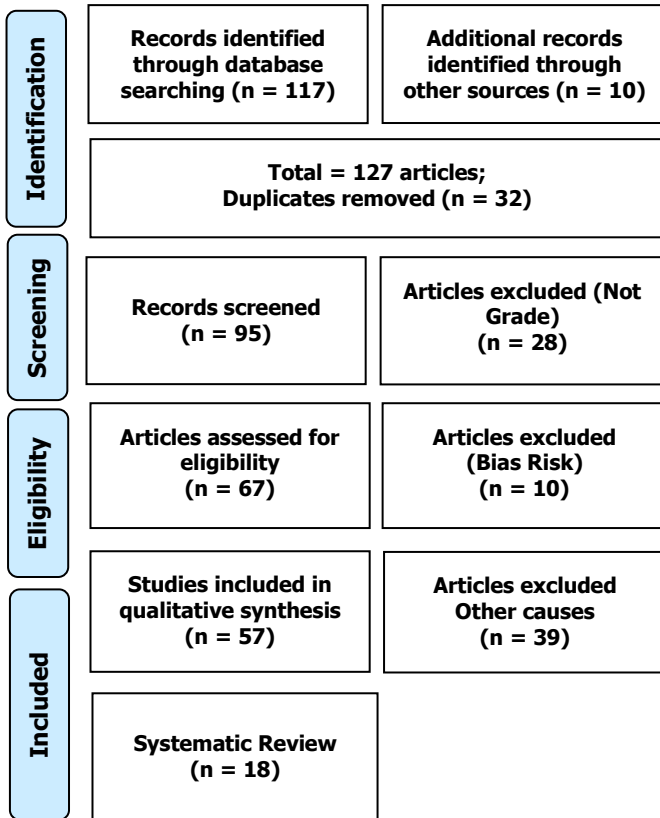 Identification
Records identified
through database
searching (n = 117)
Additional records
identified through
other sources (n = 10)
Total = 127 articles;
Duplicates removed (n = 32)
Screening
Records screened
(n = 95)
Articles excluded (Not
Grade)
(n = 28)
Eligibility
Articles assessed for
eligibility
(n = 67)
Articles excluded
(Bias Risk)
(n = 10)
Included
Studies included in
qualitative synthesis
(n = 57)
Articles excluded
Other causes
(n = 39)
Systematic Review
(n = 18)